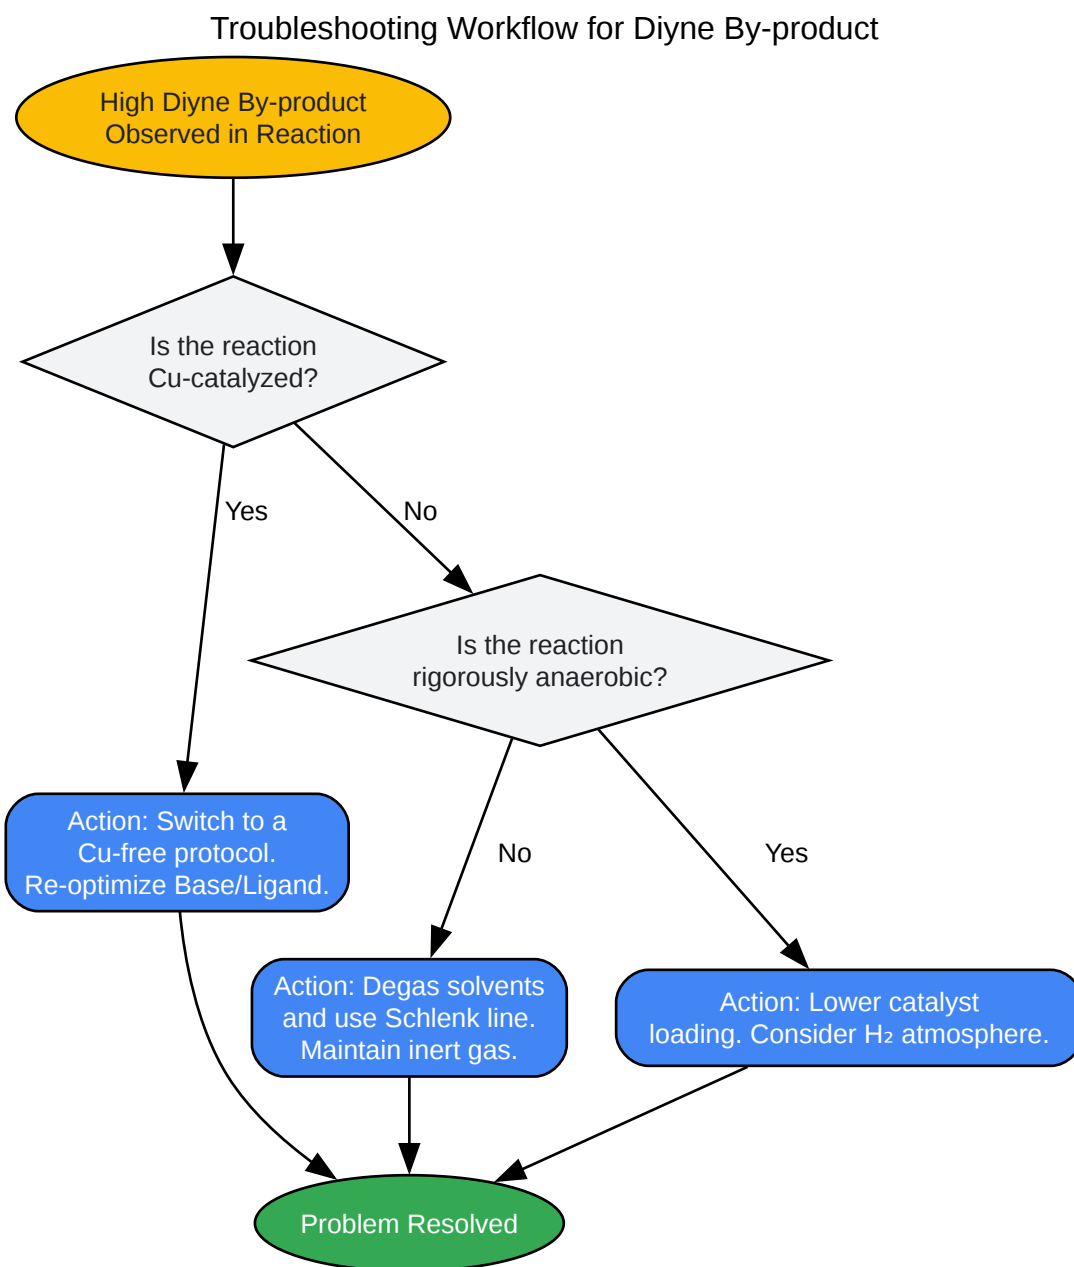 Troubleshooting Workflow for Diyne By-product
High Diyne By-product
Observed in Reaction
Is the reaction
Cu-catalyzed?
Yes
No
Is the reaction
rigorously anaerobic?
Action: Switch to a
Cu-free protocol.
Re-optimize Base/Ligand.
No
Yes
Action: Degas solvents
and use Schlenk line.
Maintain inert gas.
Action: Lower catalyst
loading. Consider H₂ atmosphere.
Problem Resolved